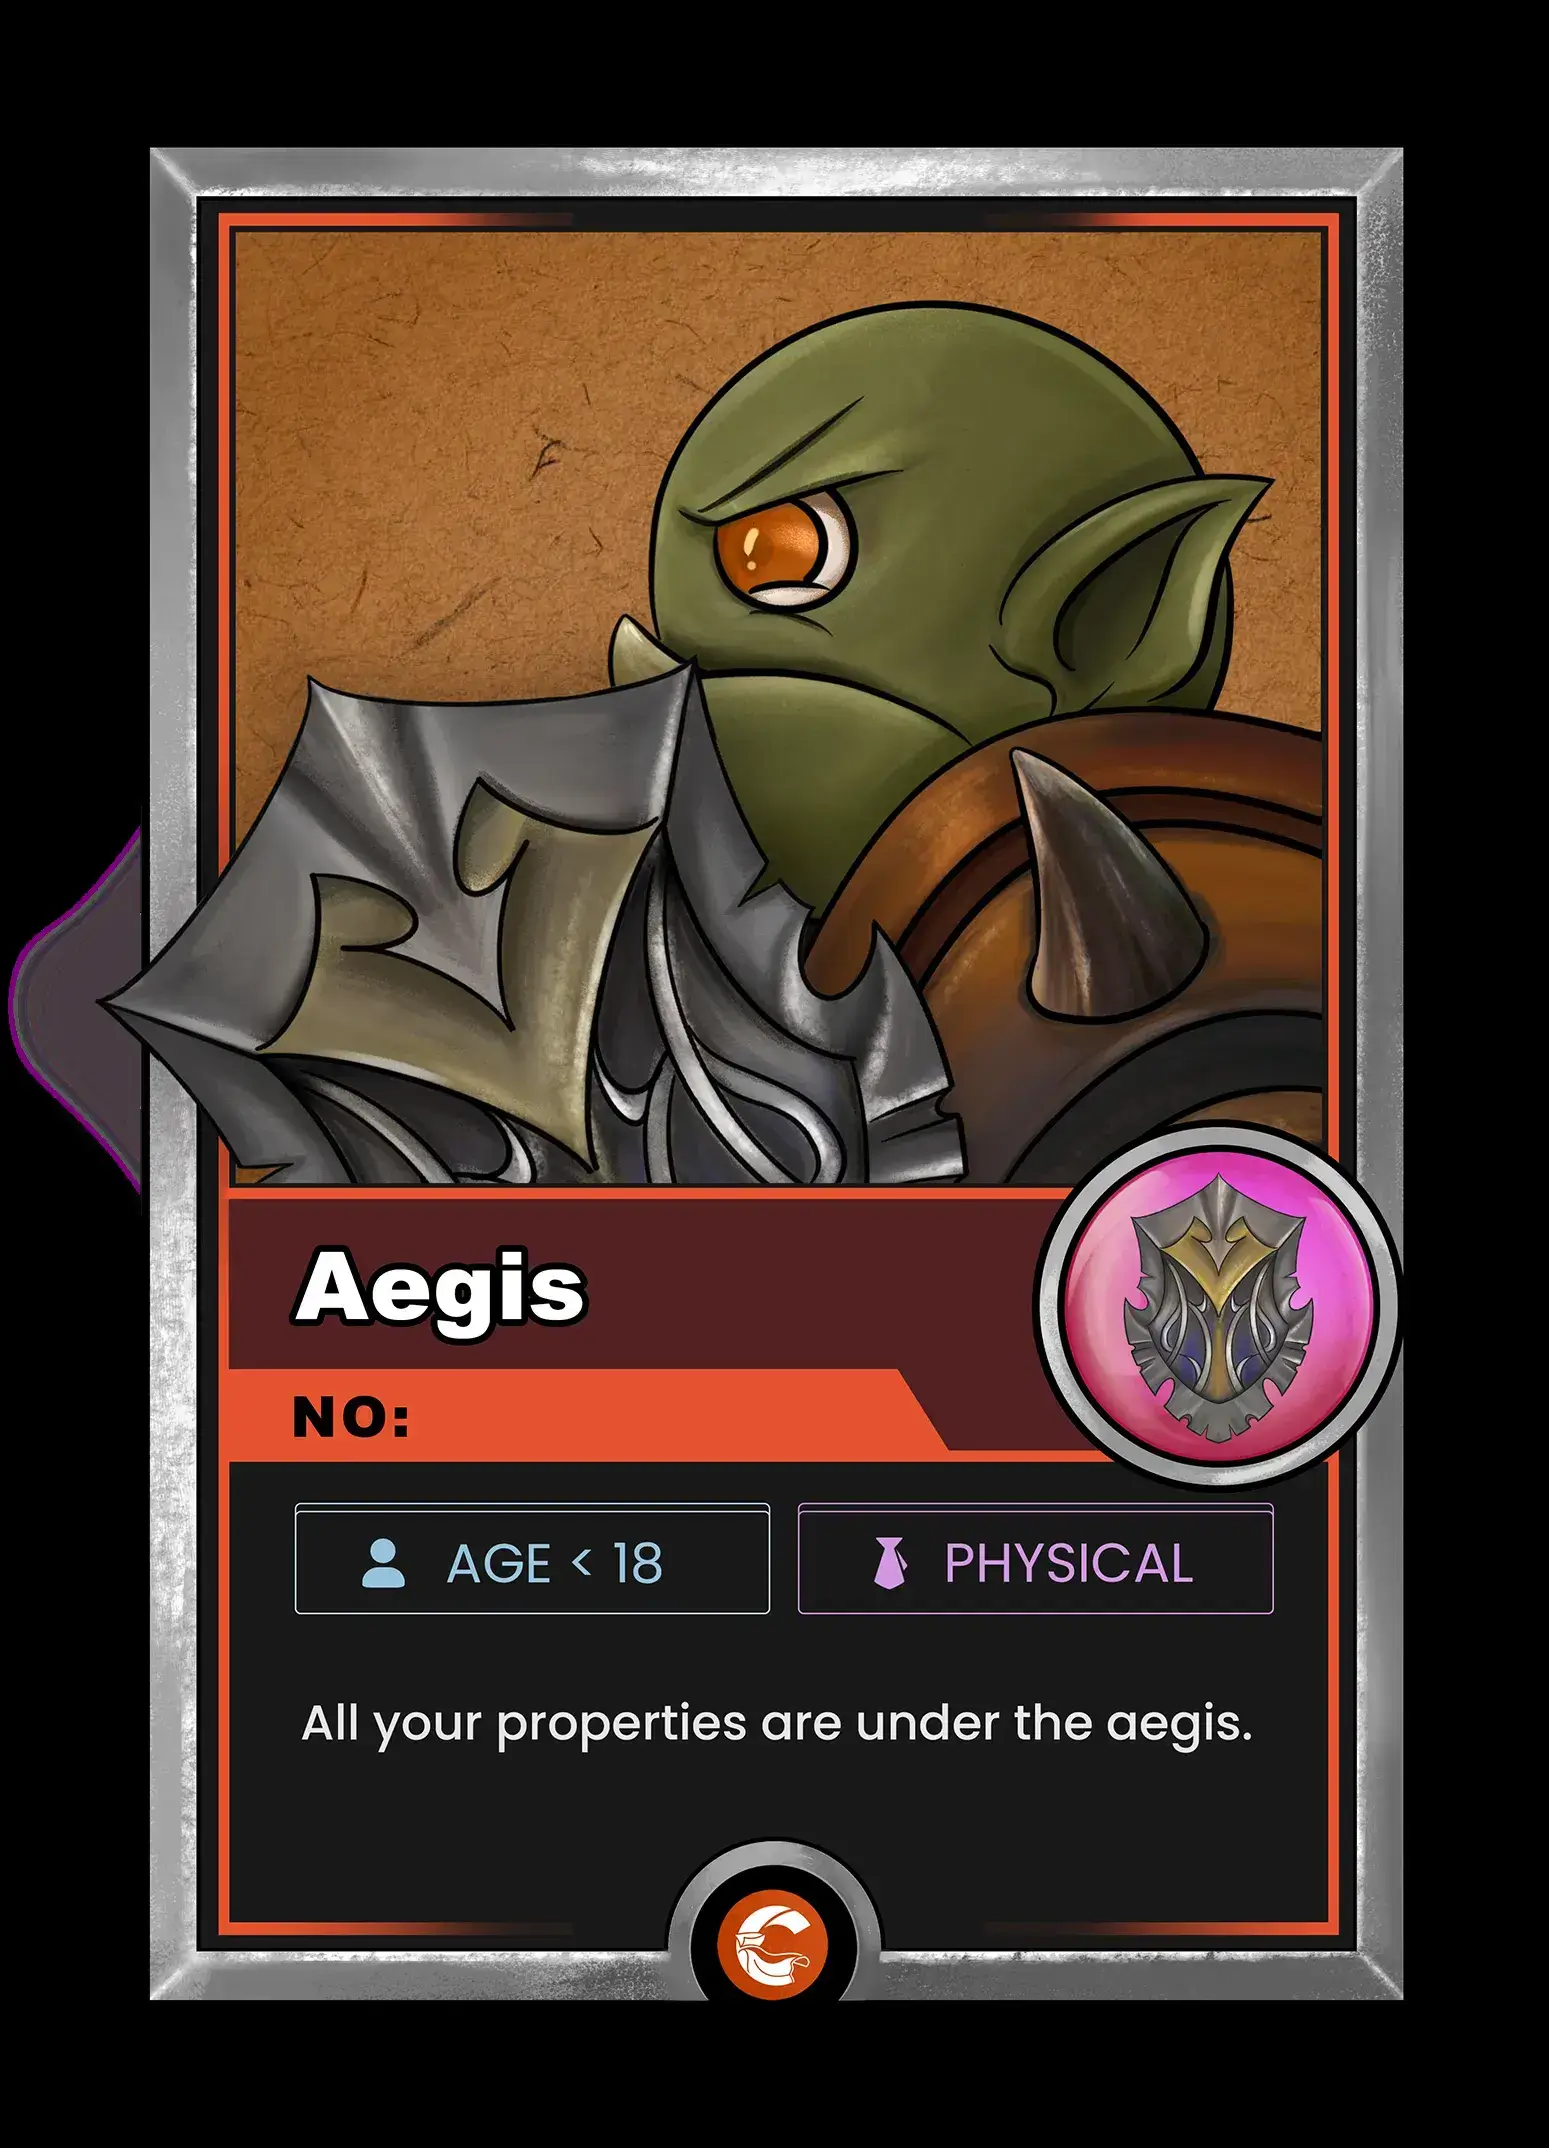 Aegis
NO:
AGE < 18
PHYSICAL
All your properties are under the aegis.